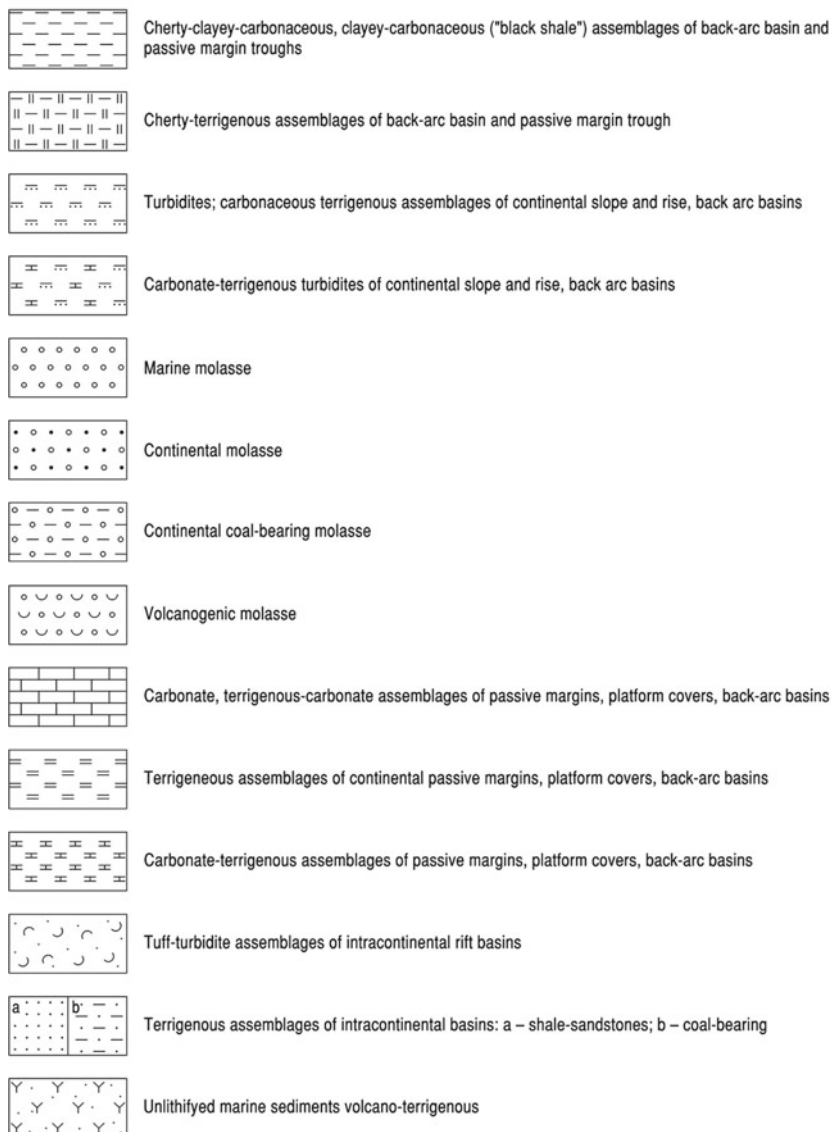 Cherty-clayey-carbonaceous, clayey-carbonaceous ("black shale") assemblages of back-arc basin and
passive margin troughs
Cherty-terrigenous assemblages of back-arc basin and passive margin trough
Turbidites; carbonaceous terrigenous assemblages of continental slope and rise, back arc basins
Carbonate-terrigenous turbidites of continental slope and rise, back arc basins
Marine molasse
Continental molasse
Continental coal-bearing molasse
Volcanogenic molasse
Carbonate, terrigenous-carbonate assemblages of passive margins, platform covers, back-arc basins
Terrigeneous assemblages of continental passive margins, platform covers, back-arc basins
Carbonate-terrigenous assemblages of passive margins, platform covers, back-arc basins
Tuff-turbidite assemblages of intracontinental rift basins
a b Terrigenous assemblages of intracontinental basins: a – shale-sandstones; b – coal-bearing
Unlithifyed marine sediments volcano-terrigenous